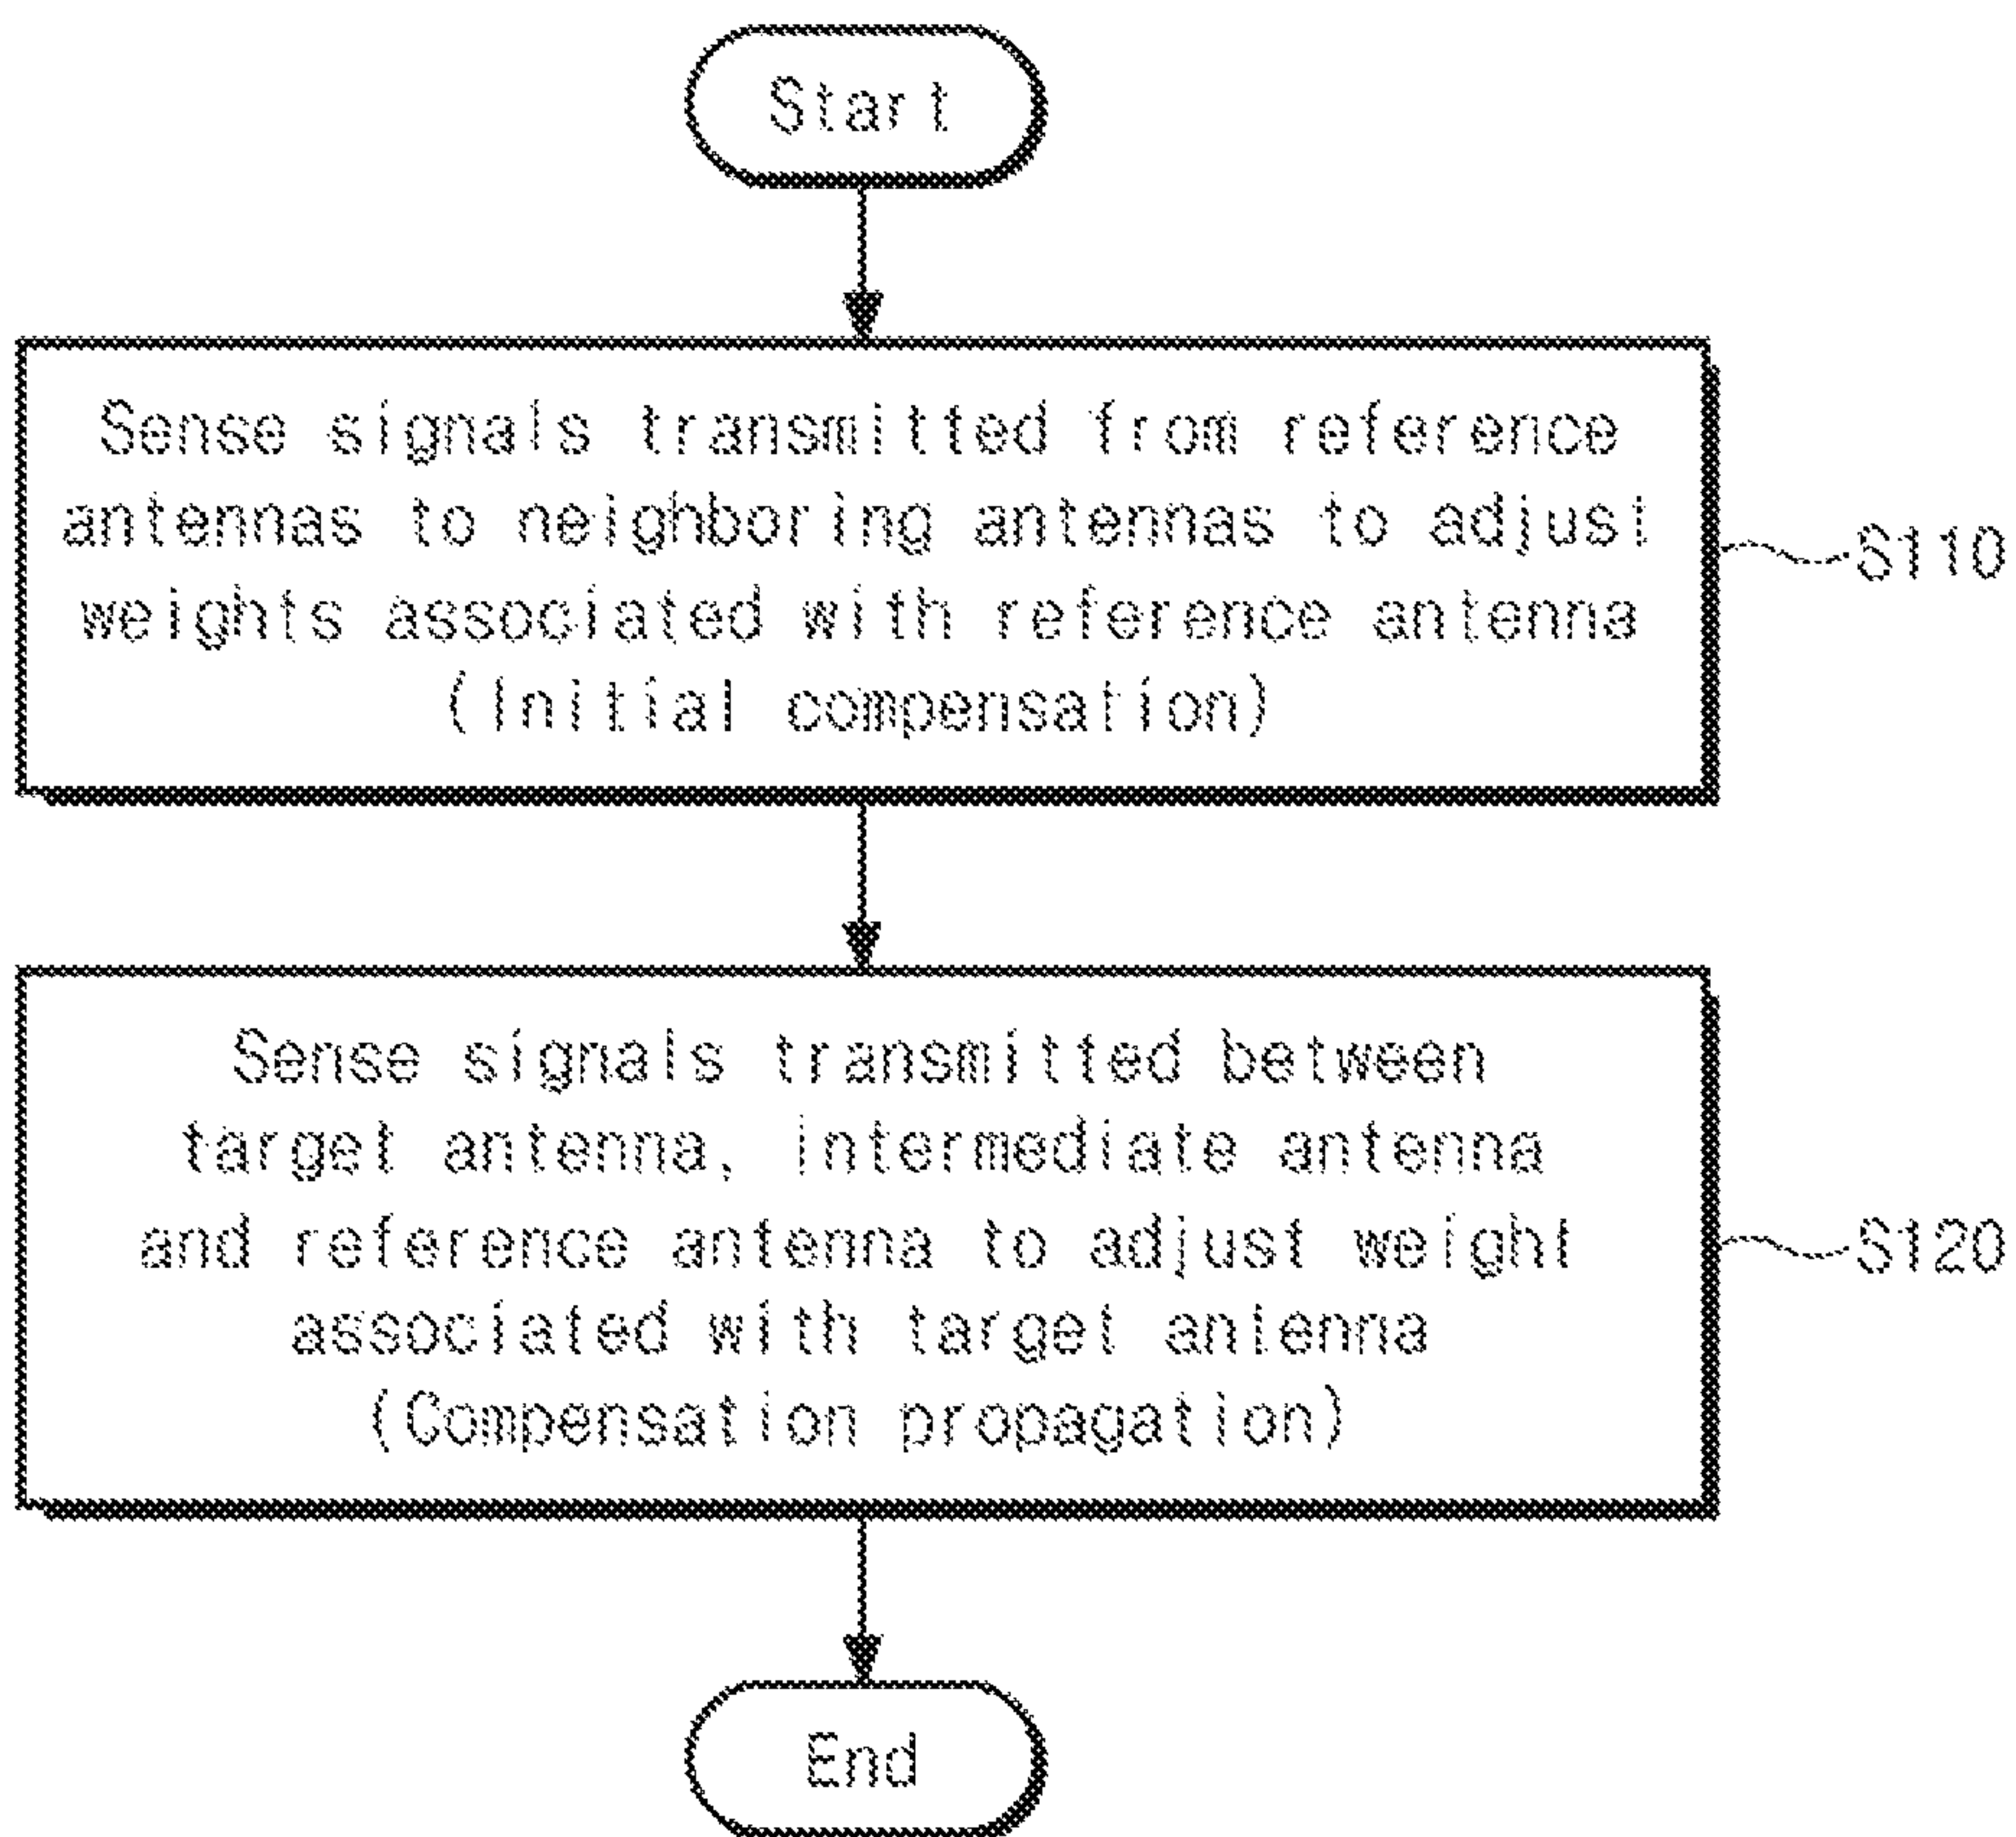 Start
Sense signals transmitted from reference
antennas to neighboring antennas to adjust
weights associated with reference antenna
(Initial compensation)
S110
Sense signals transmitted between
target antenna, intermediate antenna
and reference antenna to adjust weight
associated with target antenna
(Compensation propagation)
S120
End